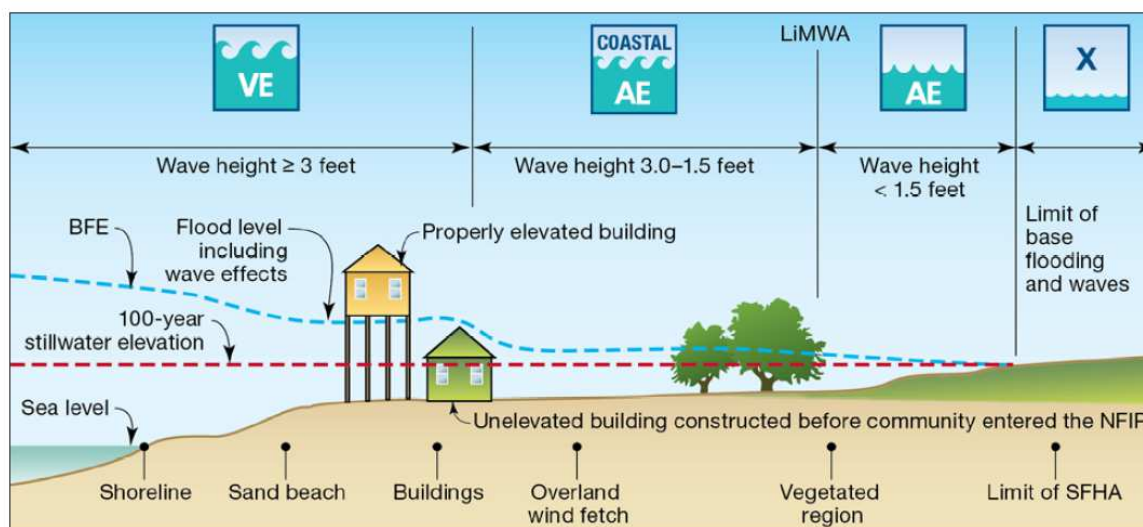 VE
COASTAL
AE
LiMWA
AE
X
Wave height ≥ 3 feet
Wave height 3.0–1.5 feet
Wave height
< 1.5 feet
BFE
Flood level
including
wave effects
Properly elevated building
Limit of
base
flooding
and waves
100-year
stillwater elevation
Sea level
Unelevated building constructed before community entered the NFIP
Shoreline
Sand beach
Buildings
Overland
wind fetch
Vegetated
region
Limit of SFHA